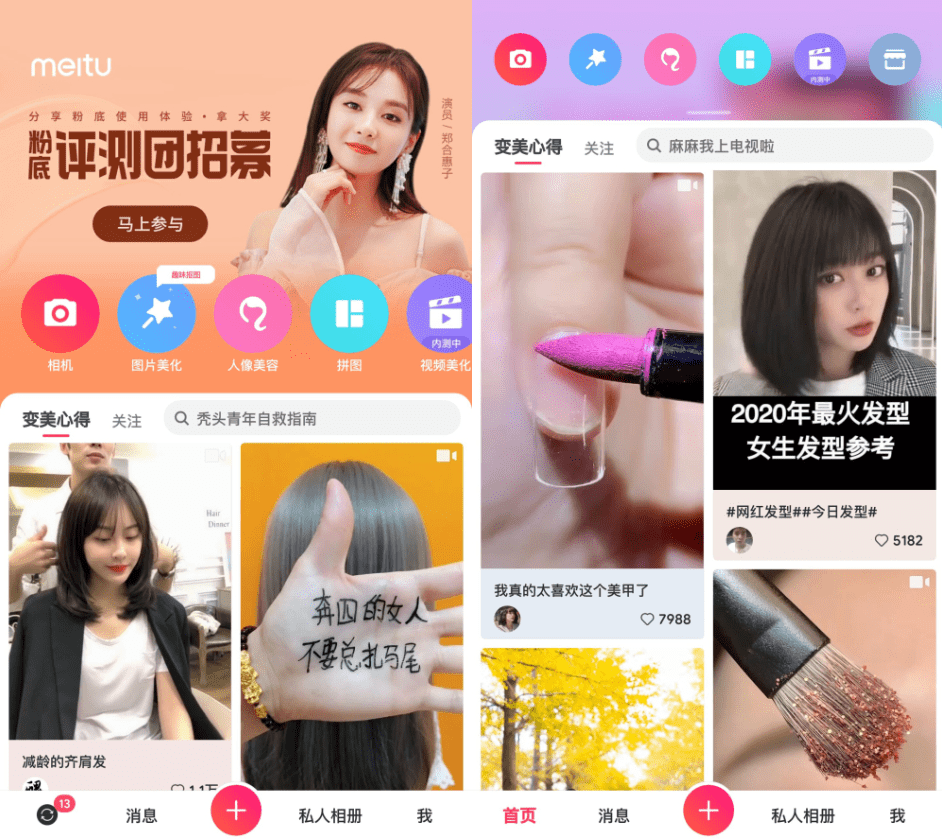 meitu
分享粉底使用体验·拿大奖
粉底
评测团招募
马上参与
演员/郑合惠子
趣味抠图
内测中
相机
图片美化
人像美容
拼图
视频美化
变美心得
关注
秃头青年自救指南
Hair
Dinner
奔四的女人
不要总扎马尾
减龄的齐肩发
1.1万
13
消息
私人相册
我
内测中
变美心得
关注
麻麻我上电视啦
2020年最火发型
女生发型参考
#网红发型##今日发型#
5182
我真的太喜欢这个美甲了
7988
首页
消息
私人相册
我